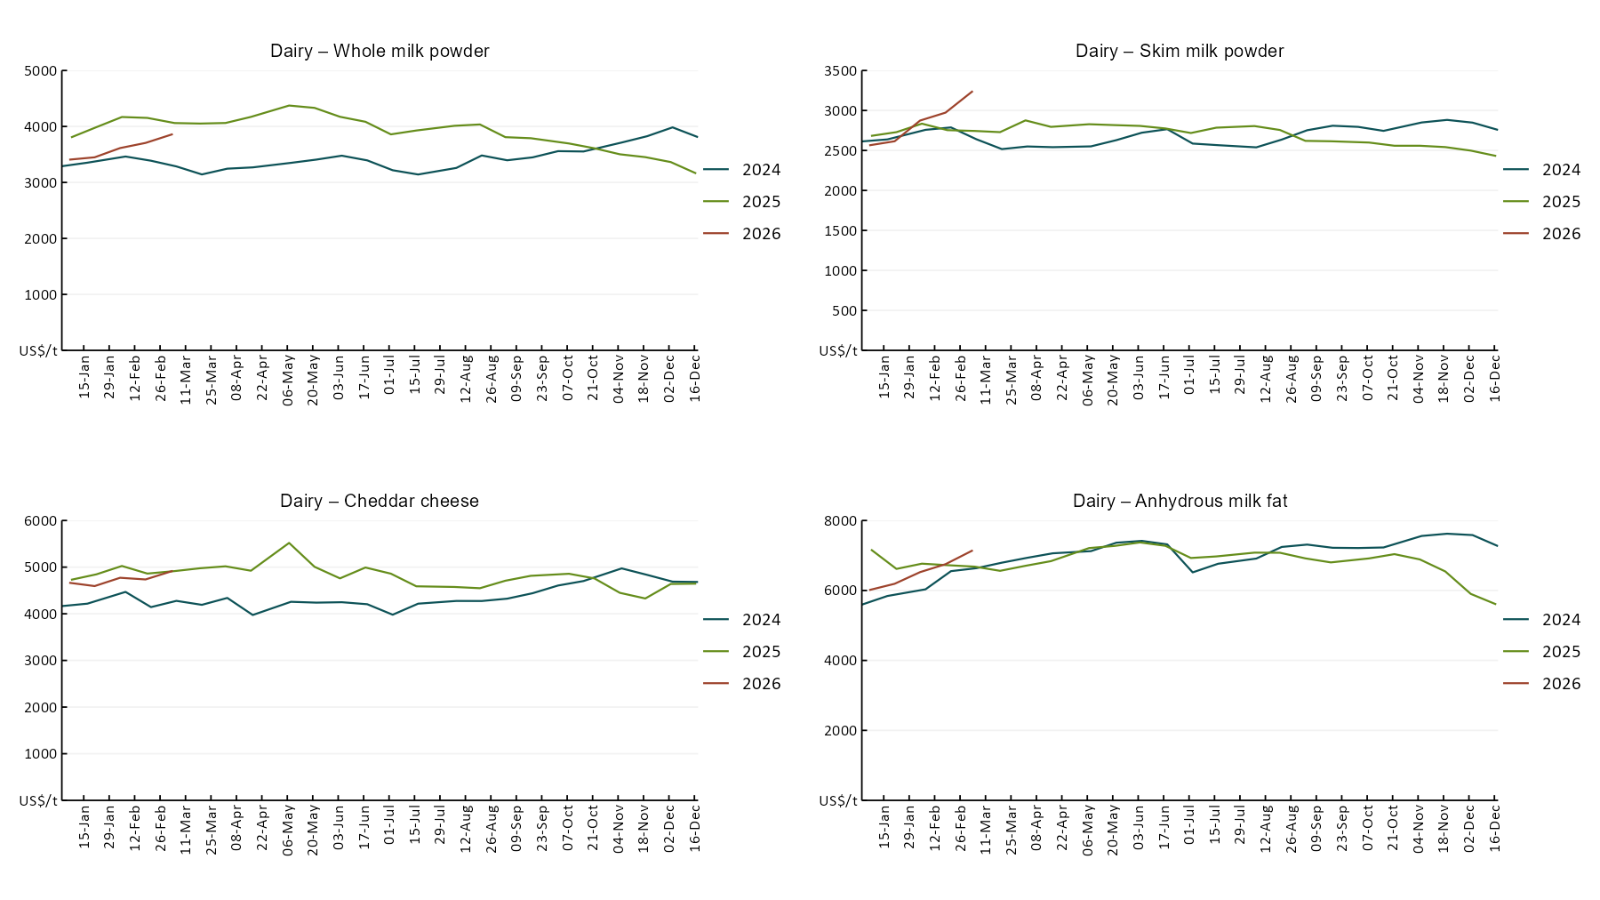 Dairy – Whole milk powder
5000
4000
3000
2000
1000
US$/t
15-Jan
29-Jan
12-Feb
26-Feb
11-Mar
25-Mar
08-Apr
22-Apr
06-May
20-May
03-Jun
17-Jun
01-Jul
15-Jul
29-Jul
12-Aug
26-Aug
09-Sep
23-Sep
07-Oct
21-Oct
04-Nov
18-Nov
02-Dec
16-Dec
2024
2025
2026
Dairy – Skim milk powder
3500
3000
2500
2000
1500
1000
500
US$/t
15-Jan
29-Jan
12-Feb
26-Feb
11-Mar
25-Mar
08-Apr
22-Apr
06-May
20-May
03-Jun
17-Jun
01-Jul
15-Jul
29-Jul
12-Aug
26-Aug
09-Sep
23-Sep
07-Oct
21-Oct
04-Nov
18-Nov
02-Dec
16-Dec
2024
2025
2026
Dairy – Cheddar cheese
6000
5000
4000
3000
2000
1000
US$/t
15-Jan
29-Jan
12-Feb
26-Feb
11-Mar
25-Mar
08-Apr
22-Apr
06-May
20-May
03-Jun
17-Jun
01-Jul
15-Jul
29-Jul
12-Aug
26-Aug
09-Sep
23-Sep
07-Oct
21-Oct
04-Nov
18-Nov
02-Dec
16-Dec
2024
2025
2026
Dairy – Anhydrous milk fat
8000
6000
4000
2000
US$/t
15-Jan
29-Jan
12-Feb
26-Feb
11-Mar
25-Mar
08-Apr
22-Apr
06-May
20-May
03-Jun
17-Jun
01-Jul
15-Jul
29-Jul
12-Aug
26-Aug
09-Sep
23-Sep
07-Oct
21-Oct
04-Nov
18-Nov
02-Dec
16-Dec
2024
2025
2026